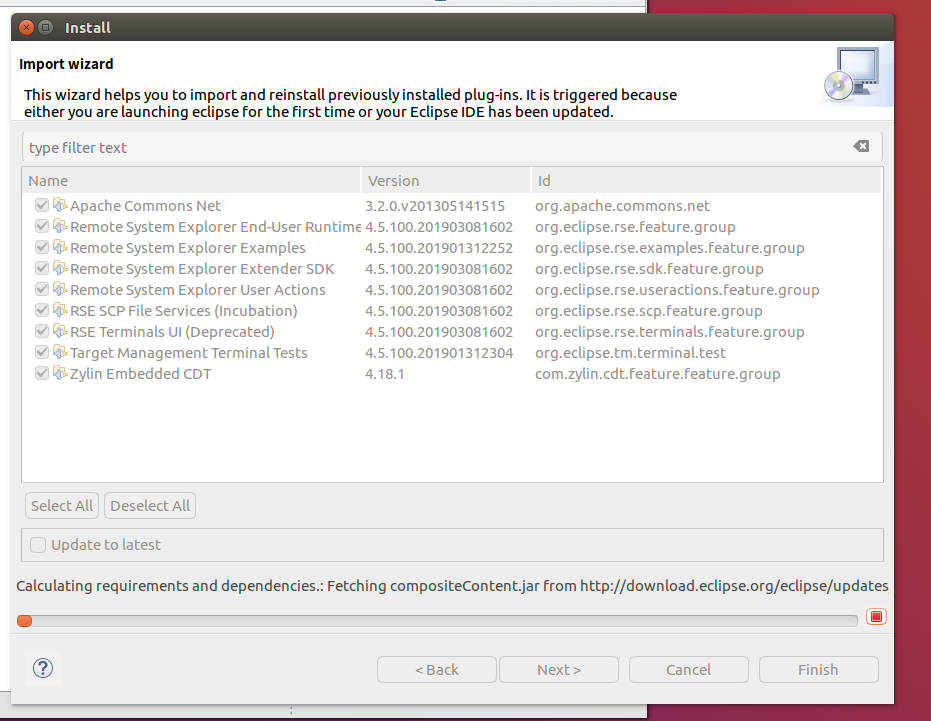 Install
Import wizard
This wizard helps you to import and reinstall previously installed plug-ins. It is triggered because
either you are launching eclipse for the first time or your Eclipse IDE has been updated.
type filter text
Name Version Id
Apache Commons Net 3.2.0.v201305141515 org.apache.commons.net
Remote System Explorer End-User Runtime 4.5.100.201903081602 org.eclipse.rse.feature.group
Remote System Explorer Examples 4.5.100.201901312252 org.eclipse.rse.examples.feature.group
Remote System Explorer Extender SDK 4.5.100.201903081602 org.eclipse.rse.sdk.feature.group
Remote System Explorer User Actions 4.5.100.201903081602 org.eclipse.rse.useractions.feature.group
RSE SCP File Services (Incubation) 4.5.100.201903081602 org.eclipse.rse.scp.feature.group
RSE Terminals UI (Deprecated) 4.5.100.201903081602 org.eclipse.rse.terminals.feature.group
Target Management Terminal Tests 4.5.100.201901312304 org.eclipse.tm.terminal.test
Zylin Embedded CDT 4.18.1 com.zylin.cdt.feature.feature.group
Select All Deselect All
Update to latest
Calculating requirements and dependencies.: Fetching compositeContent.jar from http://download.eclipse.org/eclipse/updates
? < Back Next > Cancel Finish